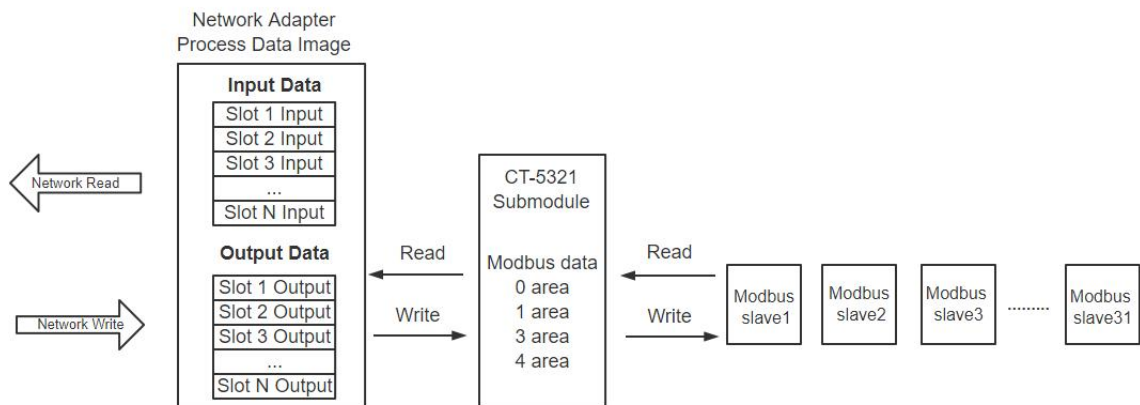 Network Adapter
Process Data Image
Input Data
Slot 1 Input
Slot 2 Input
Slot 3 Input
...
Slot N Input
Network Read
Output Data
Slot 1 Output
Slot 2 Output
Slot 3 Output
...
Slot N Output
Network Write
Read
Write
CT-5321
Submodule
Modbus data
0 area
1 area
3 area
4 area
Read
Write
Modbus
slave1
Modbus
slave2
Modbus
slave3
.........
Modbus
slave31